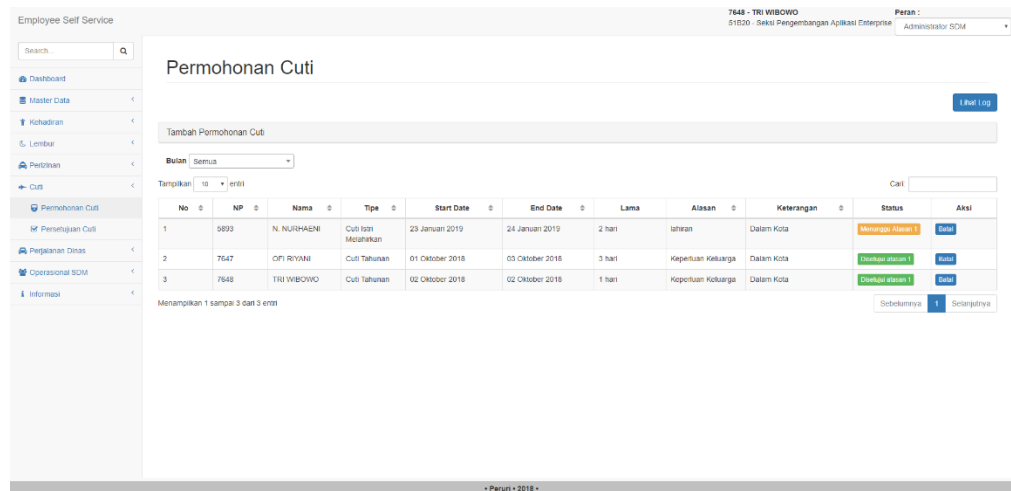 Employee Self Service
7648 - TRI WIBOWO
51B20 - Seksi Pengembangan Aplikasi Enterprise
Peran :
Administrator SDM
Search...
Dashboard
Master Data
Kehadiran
Lembur
Perizinan
Cuti
Permohonan Cuti
Persetujuan Cuti
Perjalanan Dinas
Operasional SDM
Informasi
Permohonan Cuti
Lihat Log
Tambah Permohonan Cuti
Bulan Semua
Tampilkan 10 entri
Cari:
No NP Nama Tipe Start Date End Date Lama Alasan Keterangan Status Aksi
1 5893 N. NURHAENI Cuti Istri Melahirkan 23 Januari 2019 24 Januari 2019 2 hari lahiran Dalam Kota Menunggu Atasan 1 Batal
2 7647 OFI RIYANI Cuti Tahunan 01 Oktober 2018 03 Oktober 2018 3 hari Keperluan Keluarga Dalam Kota Disetujui atasan 1 Batal
3 7648 TRI WIBOWO Cuti Tahunan 02 Oktober 2018 02 Oktober 2018 1 hari Keperluan Keluarga Dalam Kota Disetujui atasan 1 Batal
Menampilkan 1 sampai 3 dari 3 entri
Sebelumnya 1 Selanjutnya
• Peruri • 2018 •